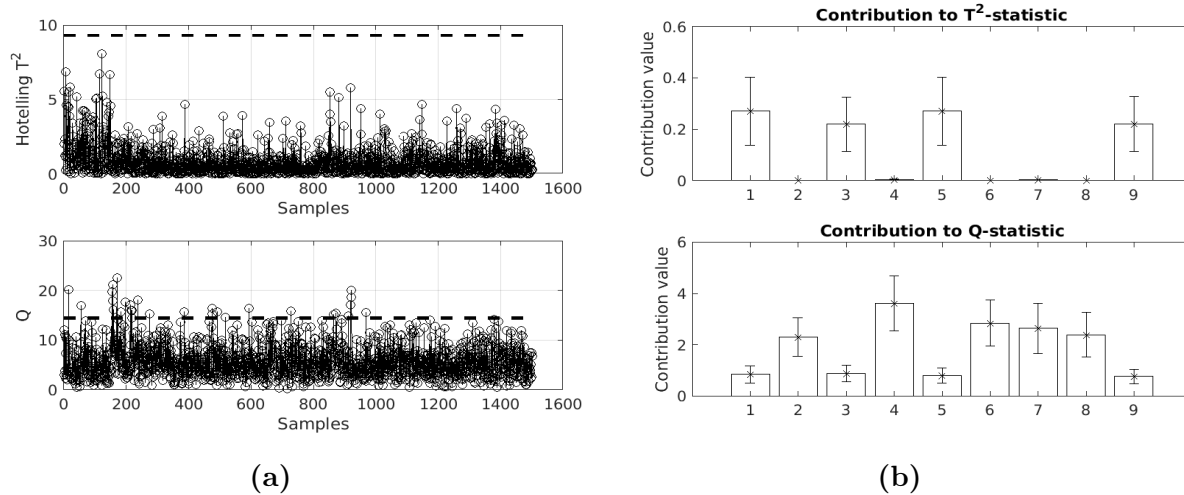 10
5
0
Hotelling T²
0 200 400 600 800 1000 1200 1400 1600
Samples
30
20
10
0
Q
0 200 400 600 800 1000 1200 1400 1600
Samples
(a)
Contribution to T²-statistic
0.6
0.4
0.2
0
Contribution value
1 2 3 4 5 6 7 8 9
Contribution to Q-statistic
6
4
2
0
Contribution value
1 2 3 4 5 6 7 8 9
(b)